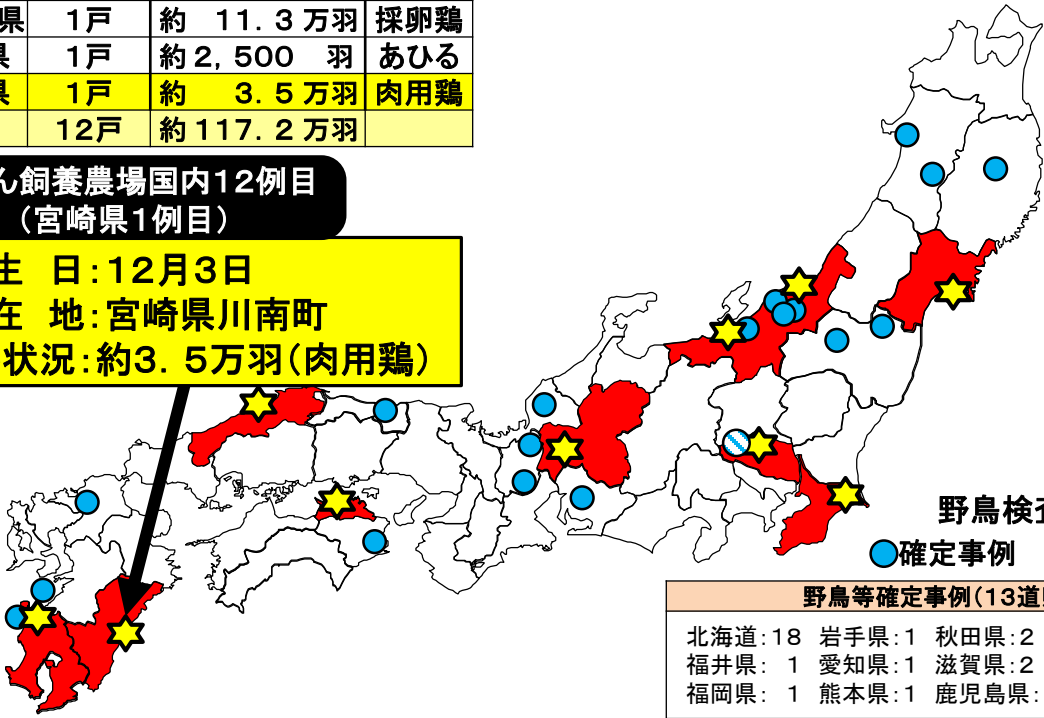 県 1戸 約 11.3万羽 採卵鶏
県 1戸 約2,500 羽 あひる
県 1戸 約 3.5万羽 肉用鶏
12戸 約117.2万羽
ん飼養農場国内12例目
(宮崎県1例目)
生 日:12月3日
在 地:宮崎県川南町
状況:約3.5万羽(肉用鶏)
野鳥検査
確定事例
野鳥等確定事例(13道県
北海道:18 岩手県:1 秋田県:2
福井県: 1 愛知県:1 滋賀県:2
福岡県: 1 熊本県:1 鹿児島県: